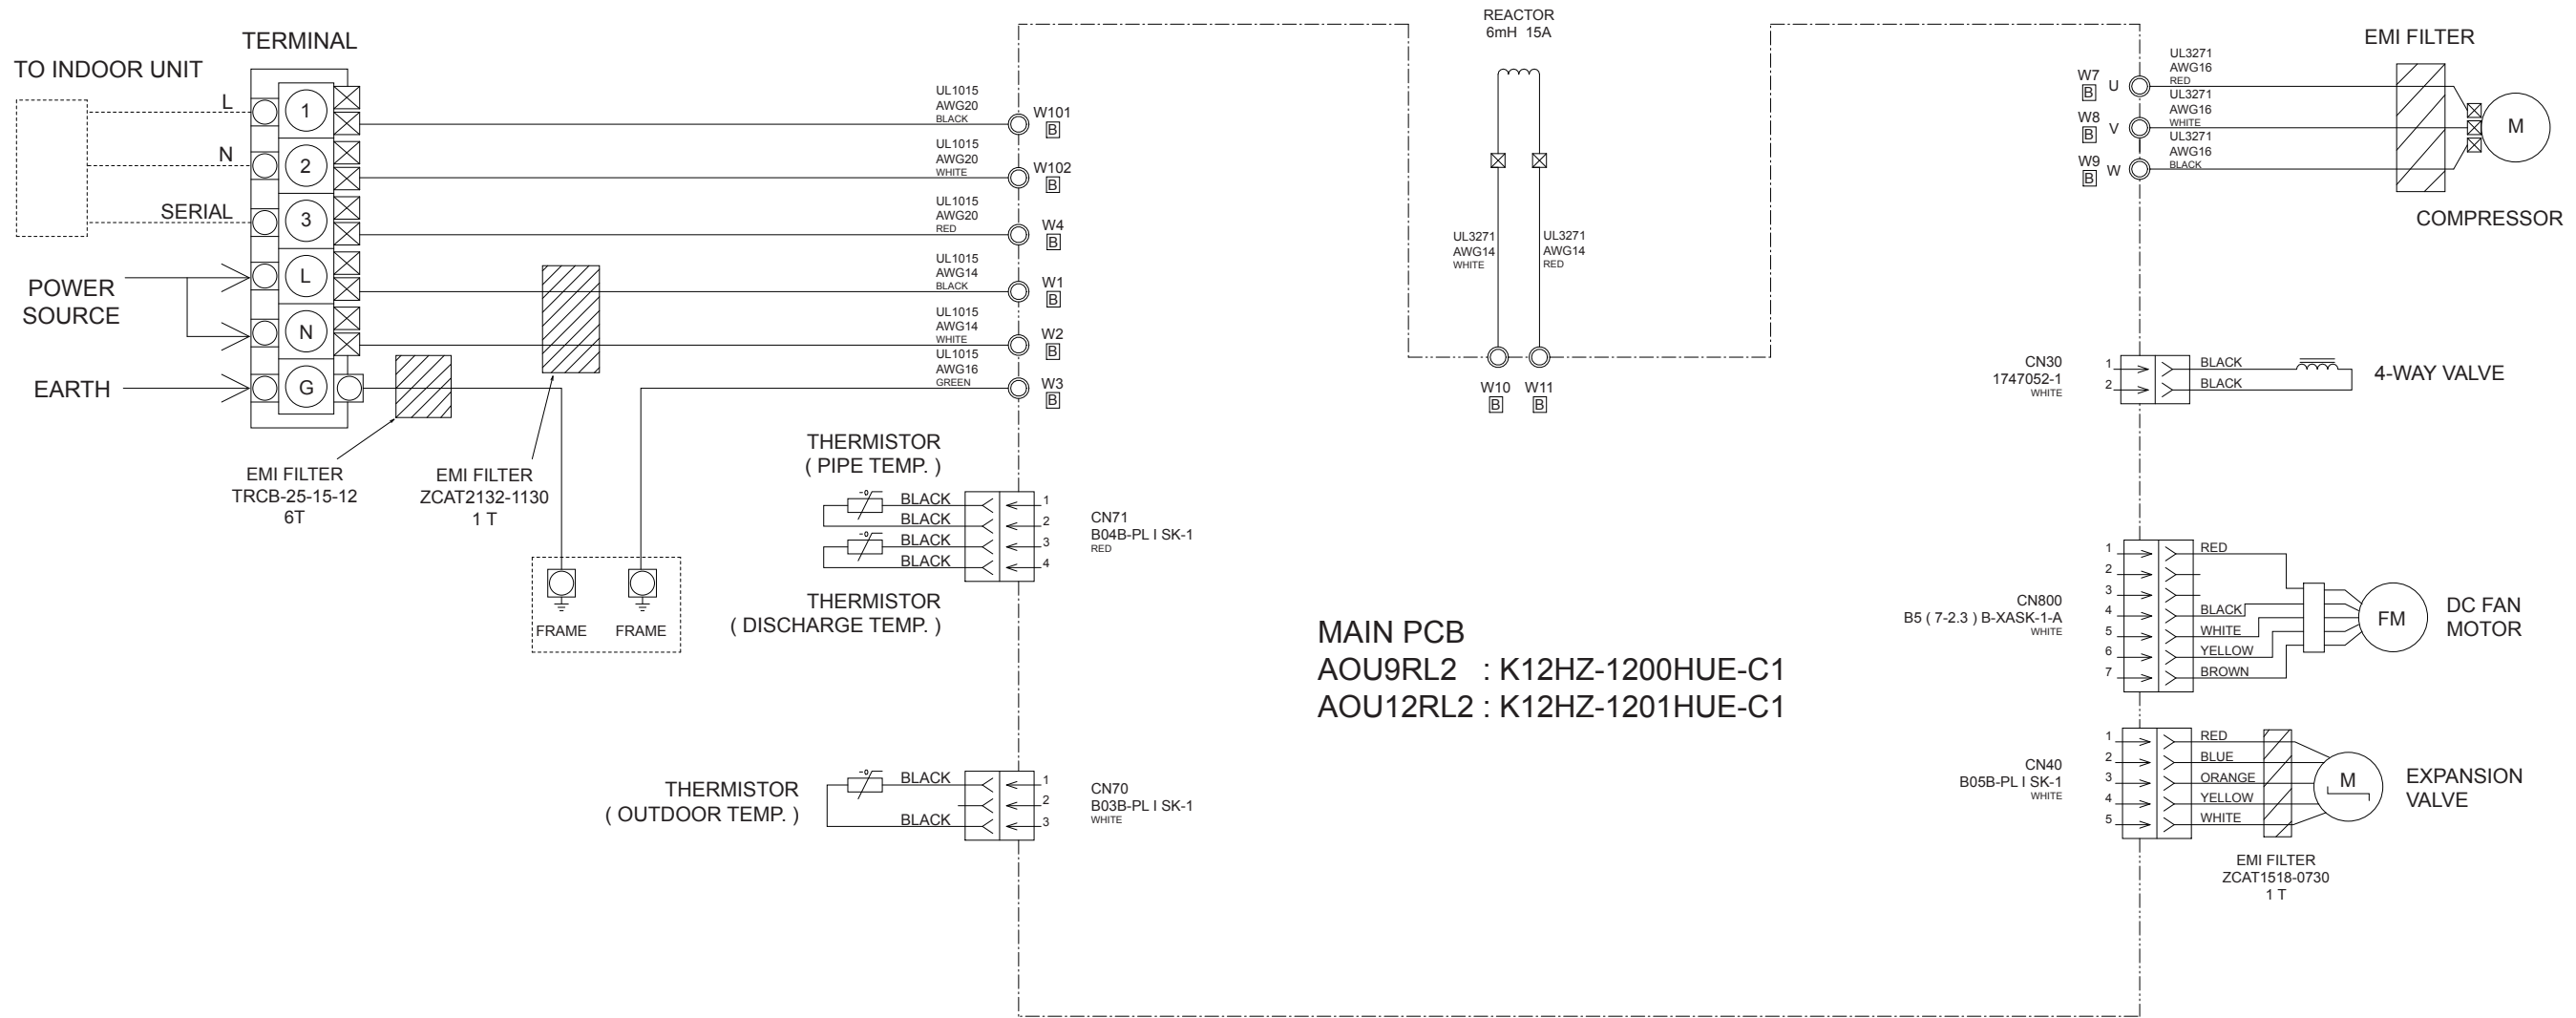 TERMINAL
TO INDOOR UNIT
L
N
SERIAL
POWER
SOURCE
EARTH
1
2
3
L
N
G
EMI FILTER
TRCB-25-15-12
6T
EMI FILTER
ZCAT2132-1130
1 T
FRAME
FRAME
UL1015
AWG20
BLACK
W101
B
UL1015
AWG20
WHITE
W102
B
UL1015
AWG20
RED
W4
B
UL1015
AWG14
BLACK
W1
B
UL1015
AWG14
WHITE
W2
B
UL1015
AWG16
GREEN
W3
B
THERMISTOR
( PIPE TEMP. )
BLACK
BLACK
BLACK
BLACK
1
2
3
4
CN71
B04B-PL I SK-1
RED
THERMISTOR
( DISCHARGE TEMP. )
THERMISTOR
( OUTDOOR TEMP. )
BLACK
BLACK
1
2
3
CN70
B03B-PL I SK-1
WHITE
REACTOR
6mH 15A
UL3271
AWG14
WHITE
UL3271
AWG14
RED
W10
B
W11
B
MAIN PCB
AOU9RL2 : K12HZ-1200HUE-C1
AOU12RL2 : K12HZ-1201HUE-C1
W7
B
U
W8
B
V
W9
B
W
UL3271
AWG16
RED
UL3271
AWG16
WHITE
UL3271
AWG16
BLACK
EMI FILTER
M
COMPRESSOR
CN30
1747052-1
WHITE
1
2
BLACK
BLACK
4-WAY VALVE
CN800
B5 ( 7-2.3 ) B-XASK-1-A
WHITE
1
2
3
4
5
6
7
RED
BLACK
WHITE
YELLOW
BROWN
FM
DC FAN
MOTOR
CN40
B05B-PL I SK-1
WHITE
1
2
3
4
5
RED
BLUE
ORANGE
YELLOW
WHITE
M
EXPANSION
VALVE
EMI FILTER
ZCAT1518-0730
1 T